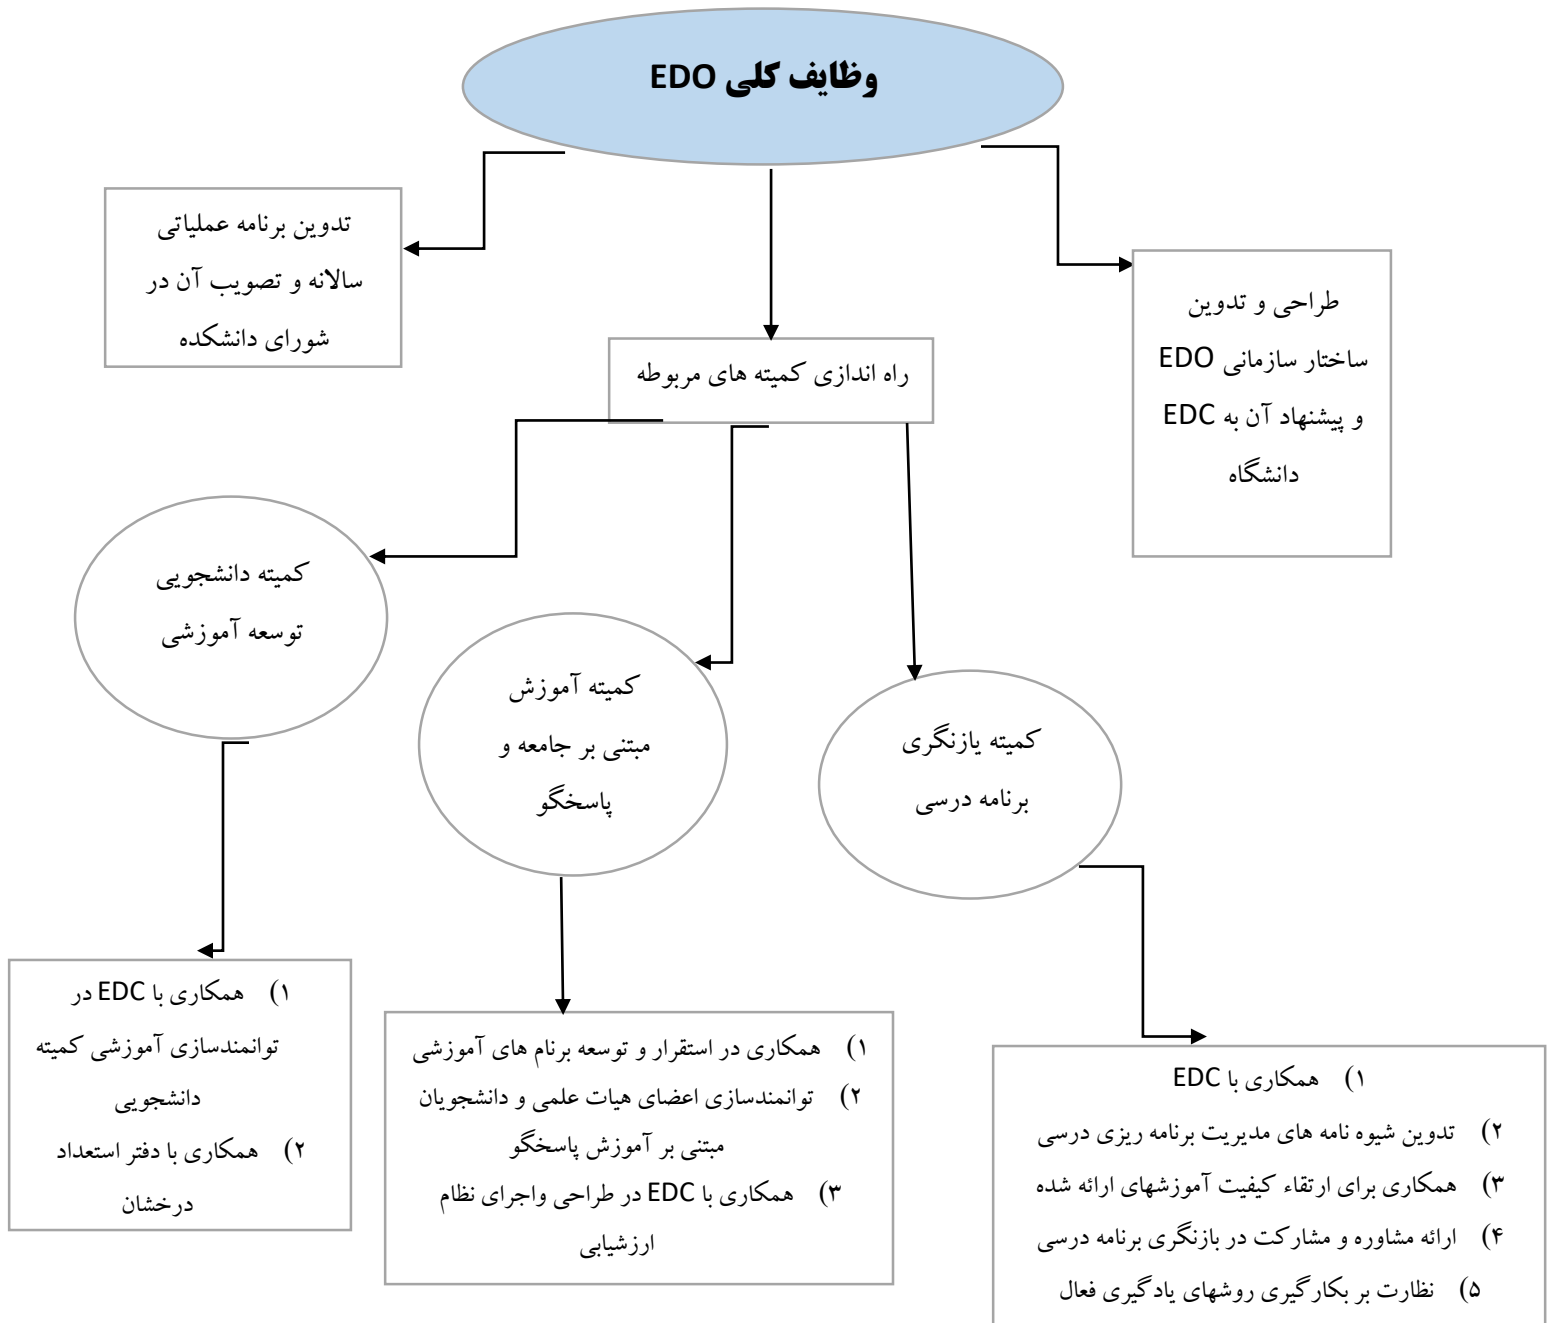 وظایف کلی EDO
تدوین برنامه عملیاتی
سالانه و تصویب آن در
شورای دانشکده
راه اندازی کمیته های مربوطه
طراحی و تدوین
ساختار سازمانی EDO
و پیشنهاد آن به EDC
دانشگاه
کمیته دانشجویی
توسعه آموزشی
کمیته آموزش
مبتنی بر جامعه و
پاسخگو
کمیته یازنگری
برنامه درسی
۱) همکاری با EDC در
توانمندسازی آموزشی کمیته
دانشجویی
۲) همکاری با دفتر استعداد
درخشان
۱) همکاری در استقرار و توسعه برنام های آموزشی
۲) توانمندسازی اعضای هیات علمی و دانشجویان
مبتنی بر آموزش پاسخگو
۳) همکاری با EDC در طراحی واجرای نظام
ارزشیابی
۱) همکاری با EDC
۲) تدوین شیوه نامه های مدیریت برنامه ریزی درسی
۳) همکاری برای ارتقاء کیفیت آموزشهای ارائه شده
۴) ارائه مشاوره و مشارکت در بازنگری برنامه درسی
۵) نظارت بر بکارگیری روشهای یادگیری فعال